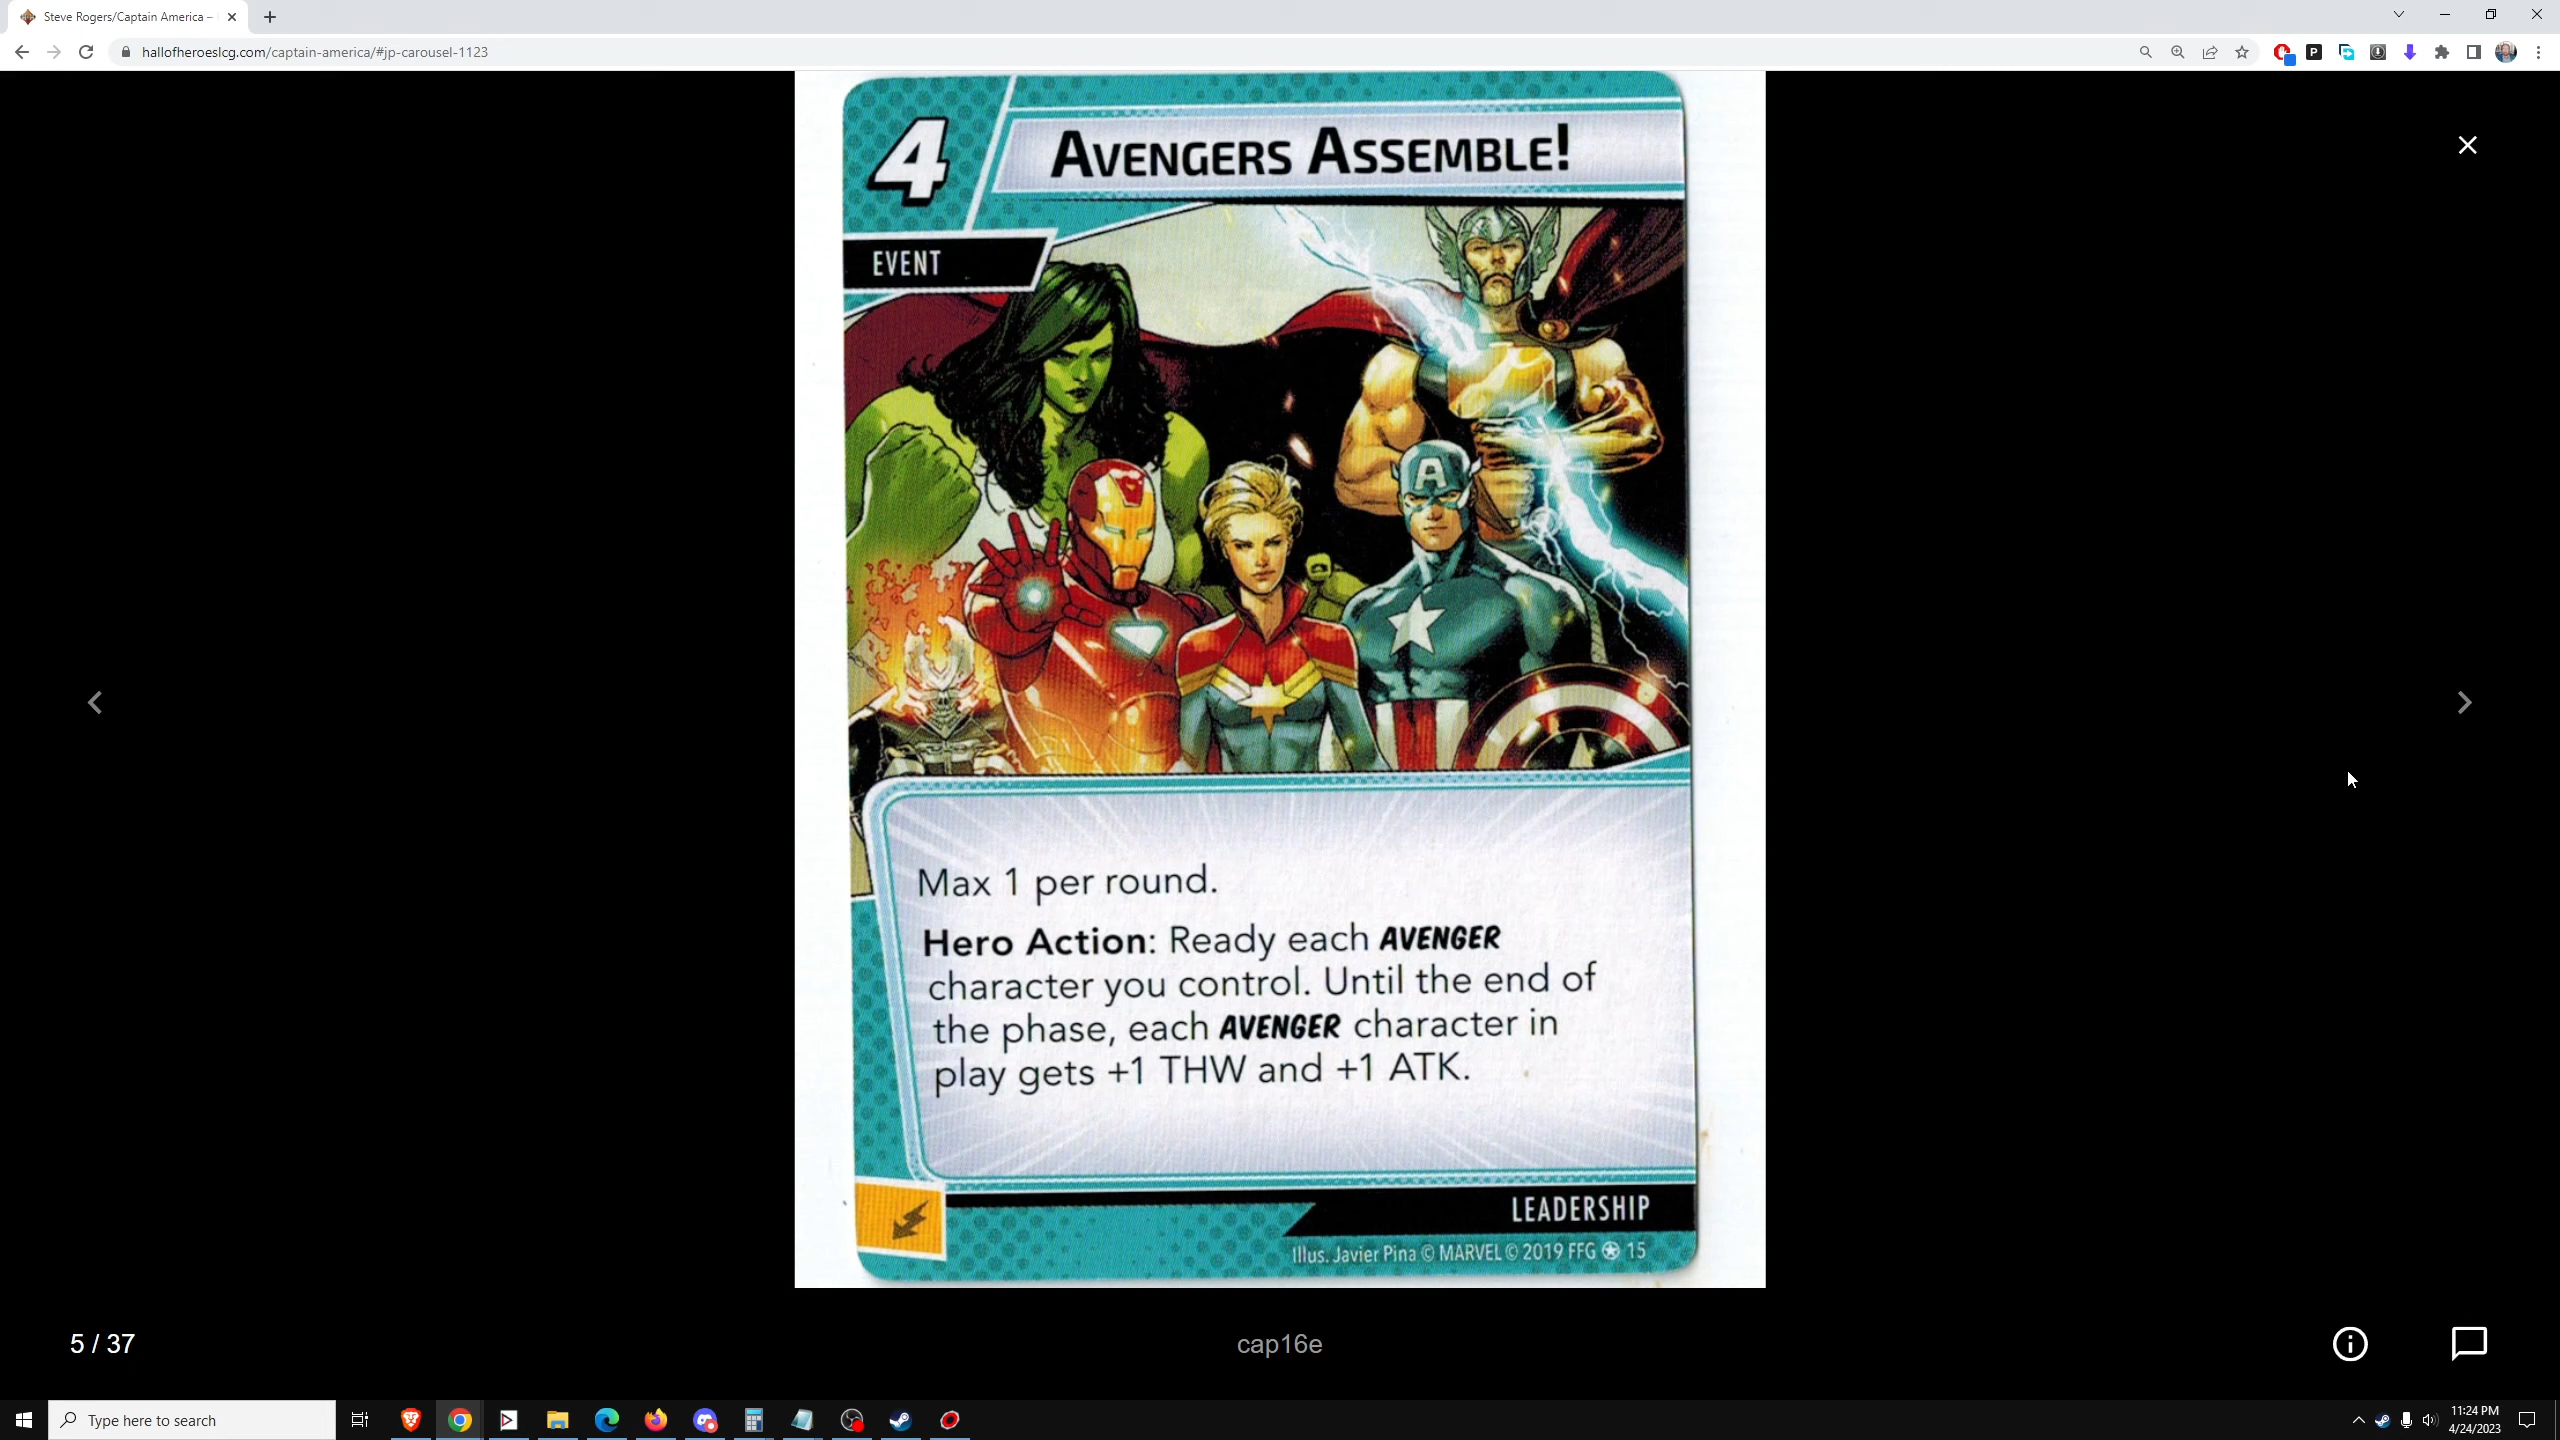 Steve Rogers/Captain America –
hallofheroeslcg.com/captain-america/#jp-carousel-1123
P
4
AVENGERS ASSEMBLE!
EVENT
A
Max 1 per round.
Hero Action: Ready each AVENGER
character you control. Until the end of
the phase, each AVENGER character in
play gets +1 THW and +1 ATK.
LEADERSHIP
Illus. Javier Pina © MARVEL © 2019 FFG 15
5 / 37
cap16e
Type here to search
11:24 PM
4/24/2023